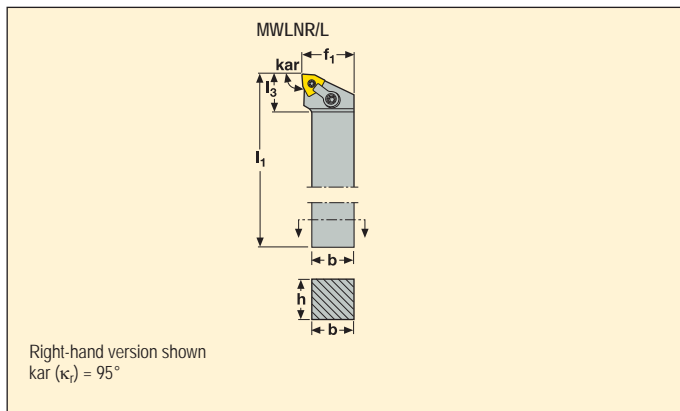 MWLNR/L
f1
kar
l3
l1
b
h
b
Right-hand version shown
kar (κr) = 95°